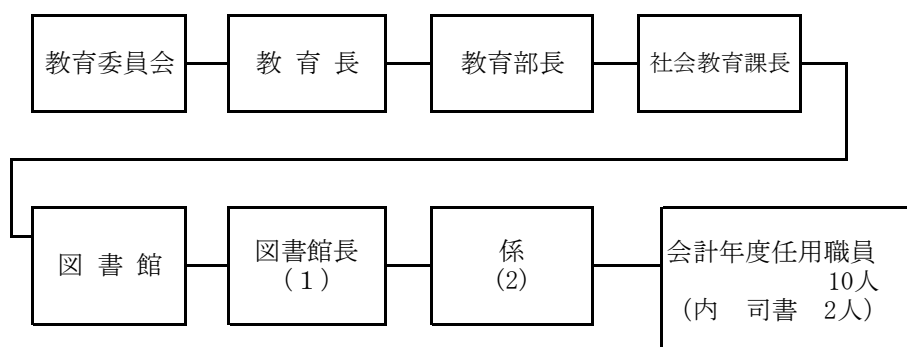 教育委員会
教 育 長
教育部長
社会教育課長
図 書 館
図書館長
(１)
係
(2)
会計年度任用職員
10人
(内　司書　2人)